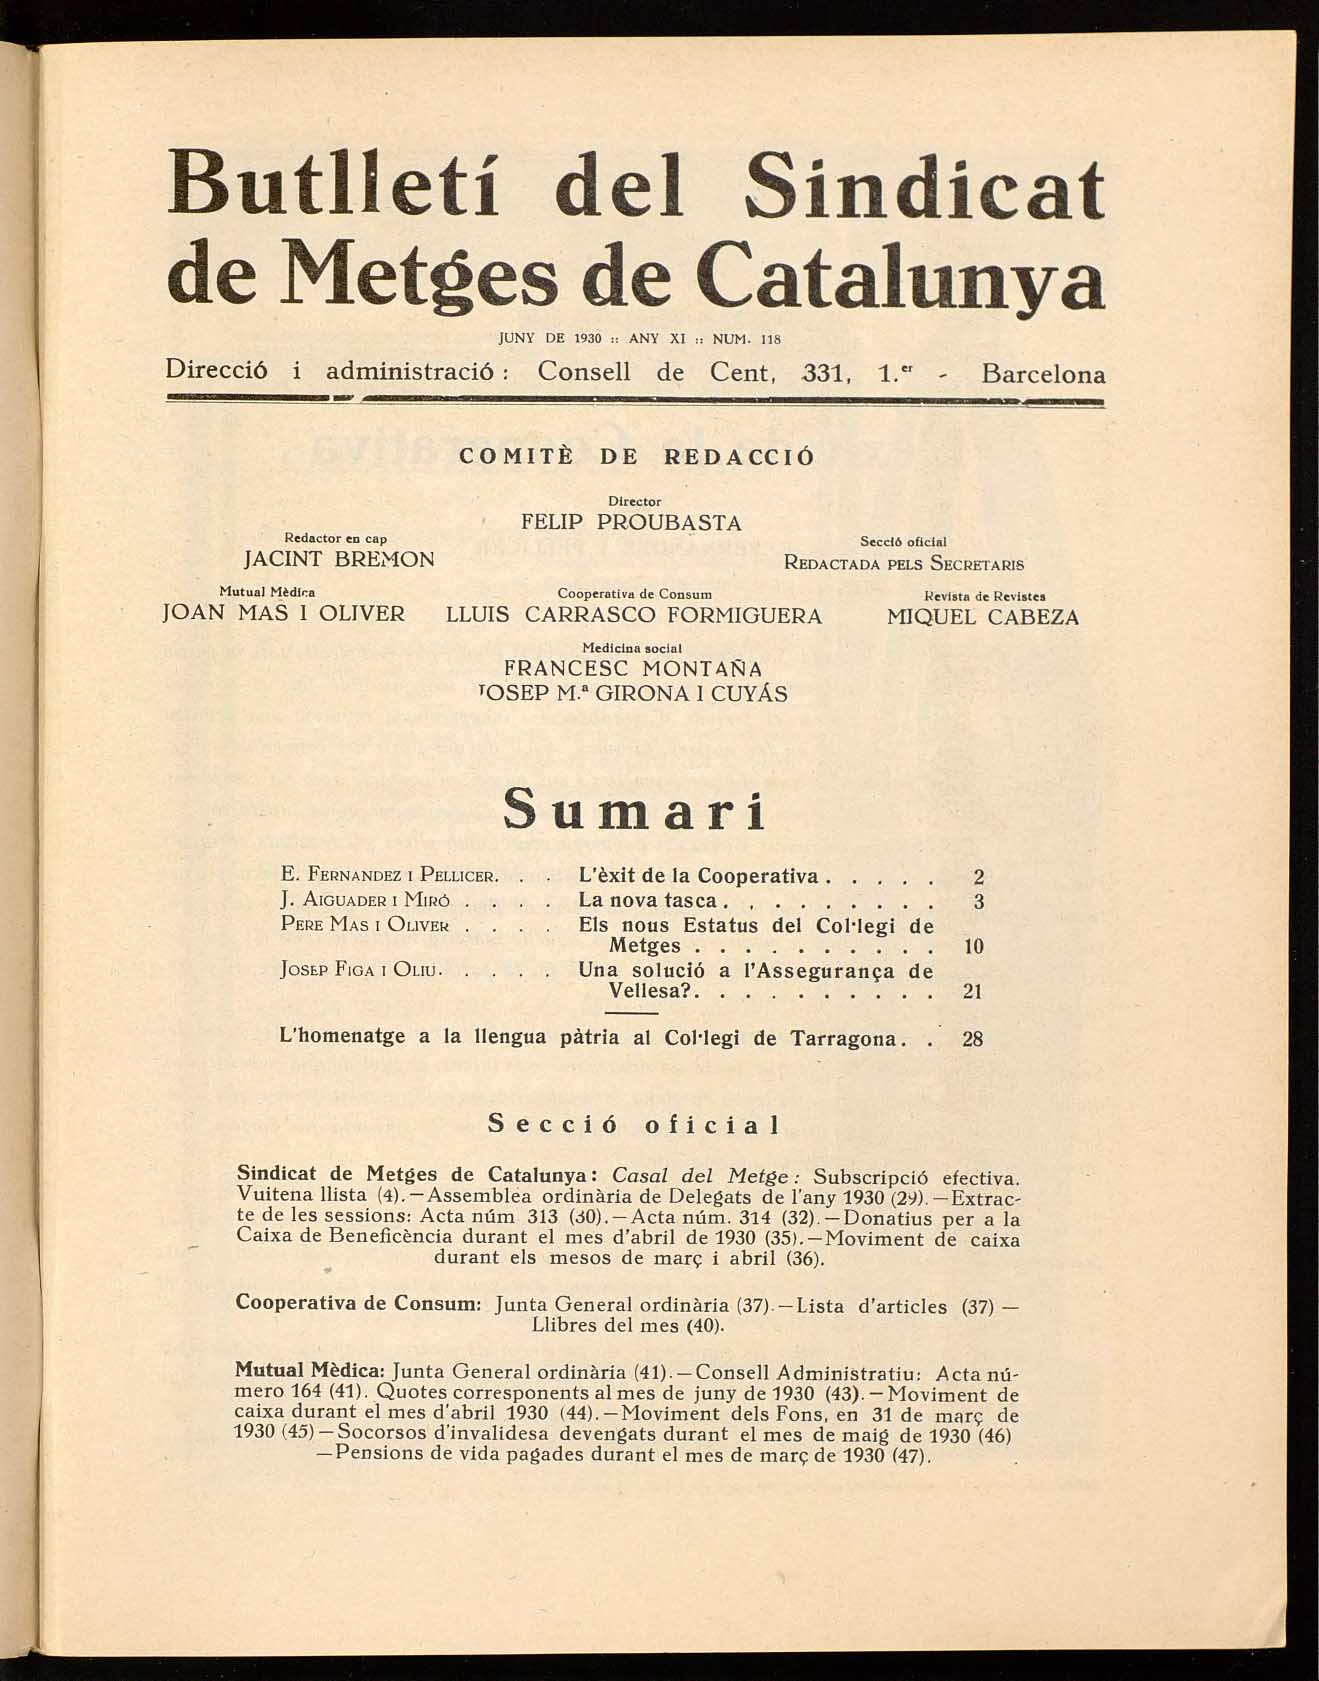 Butlletí del Sindicat
de Metges de Catalunya
JUNY DE 1930 :: ANY XI :: NUM. 118
Direcció i administració : Consell de Cent, 331, 1.er - Barcelona
COMITÈ DE REDACCIÓ
Director
FELIP PROUBASTA
Redactor en cap
JACINT BREMON
Secció oficial
REDACTADA PELS SECRETARIS
Mutual Mèdica
JOAN MAS I OLIVER
Cooperativa de Consum
LLUIS CARRASCO FORMIGUERA
Revista de Revistes
MIQUEL CABEZA
Medicina social
FRANCESC MONTAÑA
JOSEP M.ª GIRONA I CUYÁS
Sumari
E. FERNANDEZ I PELLICER. . . L'èxit de la Cooperativa . . . . . 2
J. AIGUADER I MIRÓ . . . . La nova tasca . . . . . . . . . 3
PERE MAS I OLIVER . . . . Els nous Estatus del Col·legi de
Metges . . . . . . . . . . 10
JOSEP FIGA I OLIU. . . . . Una solució a l'Assegurança de
Vellesa? . . . . . . . . . . 21
L'homenatge a la llengua pàtria al Col·legi de Tarragona. . 28
Secció oficial
Sindicat de Metges de Catalunya: Casal del Metge: Subscripció efectiva.
Vuitena llista (4).—Assemblea ordinària de Delegats de l'any 1930 (29).—Extrac-
te de les sessions: Acta núm 313 (30).—Acta núm. 314 (32).—Donatius per a la
Caixa de Beneficència durant el mes d'abril de 1930 (35).—Moviment de caixa
durant els mesos de març i abril (36).
Cooperativa de Consum: Junta General ordinària (37).—Lista d'articles (37) —
Llibres del mes (40).
Mutual Mèdica: Junta General ordinària (41).—Consell Administratiu: Acta nú-
mero 164 (41). Quotes corresponents al mes de juny de 1930 (43).—Moviment de
caixa durant el mes d'abril 1930 (44).—Moviment dels Fons, en 31 de març de
1930 (45)—Socorsos d'invalidesa devengats durant el mes de maig de 1930 (46)
—Pensions de vida pagades durant el mes de març de 1930 (47).